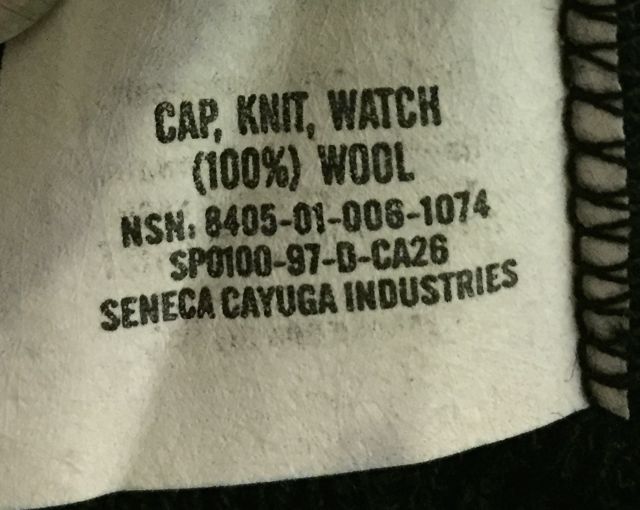 CAP, KNIT, WATCH
(100%) WOOL
NSN: 8405-01-006-1074
SP0100-97-D-CA26
SENECA CAYUGA INDUSTRIES